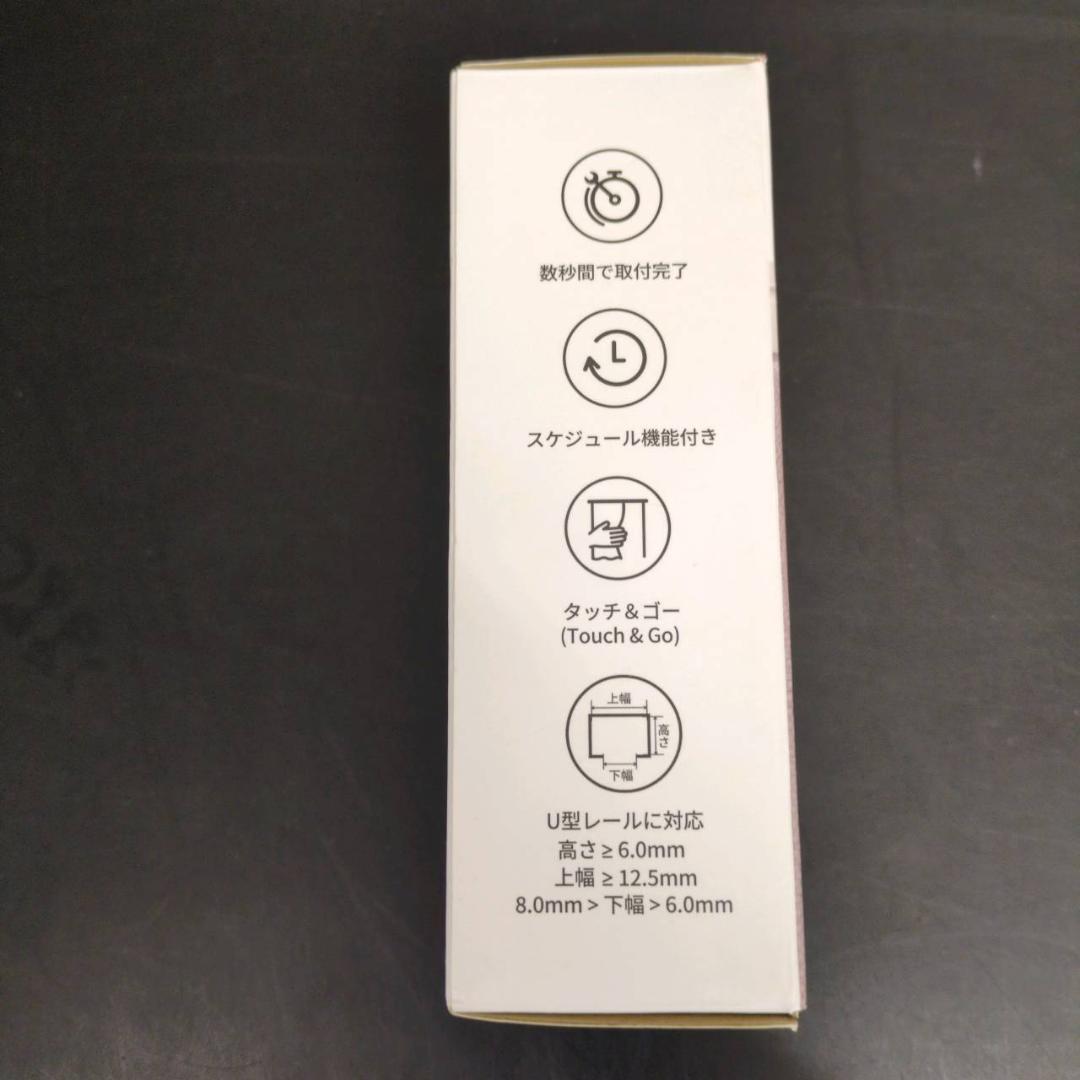 数秒間で取付完了
L
スケジュール機能付き
タッチ＆ゴー
(Touch & Go)
上幅
高さ
下幅
U型レールに対応
高さ ≥ 6.0mm
上幅 ≥ 12.5mm
8.0mm > 下幅 > 6.0mm